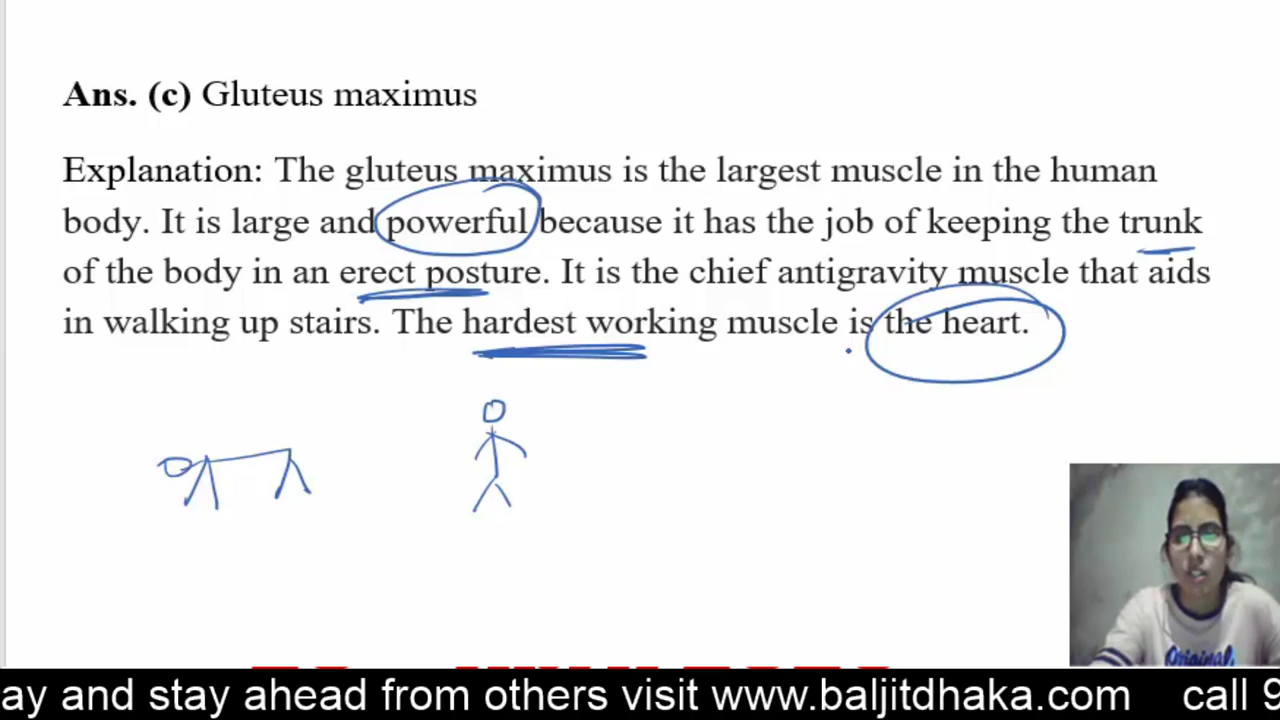 Ans. (c) Gluteus maximus
Explanation: The gluteus maximus is the largest muscle in the human
body. It is large and powerful because it has the job of keeping the trunk
of the body in an erect posture. It is the chief antigravity muscle that aids
in walking up stairs. The hardest working muscle is the heart.
Original
ay and stay ahead from others visit www.baljitdhaka.com call 9